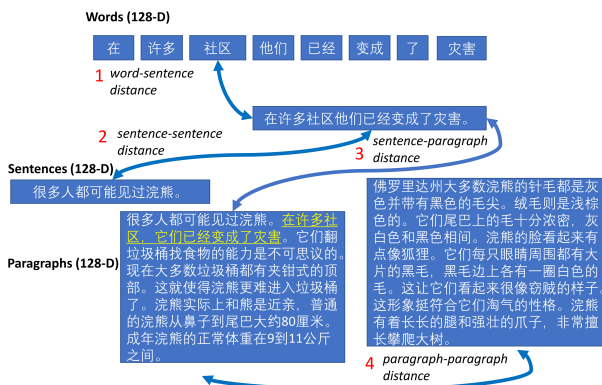 Words (128-D)
在 许多 社区 他们 已经 变成 了 灾害
1 word-sentence
distance
在许多社区他们已经变成了灾害。
2 sentence-sentence
distance
3 sentence-paragraph
distance
Sentences (128-D)
很多人都可能见过浣熊。
Paragraphs (128-D)
很多人都可能见过浣熊。在许多社
区，它们已经变成了灾害。它们翻
垃圾桶找食物的能力是不可思议的。
现在大多数垃圾桶都有夹钳式的顶
部。这就使得浣熊更难进入垃圾桶
了。浣熊实际上和熊是近亲，普通
的浣熊从鼻子到尾巴大约80厘米。
成年浣熊的正常体重在9到11公斤
之间。
佛罗里达州大多数浣熊的针毛都是灰
色并带有黑色的毛尖。绒毛则是浅棕
色的。它们尾巴上的毛十分浓密，灰
白色和黑色相间。浣熊的脸看起来有
点像狐狸。它们每只眼睛周围都有大
片的黑毛，黑毛边上各有一圈白色的
毛。这让它们看起来很像窃贼的样子，
这形象挺符合它们淘气的性格。浣熊
有着长长的腿和强壮的爪子，非常擅
长攀爬大树。
4 paragraph-paragraph
distance